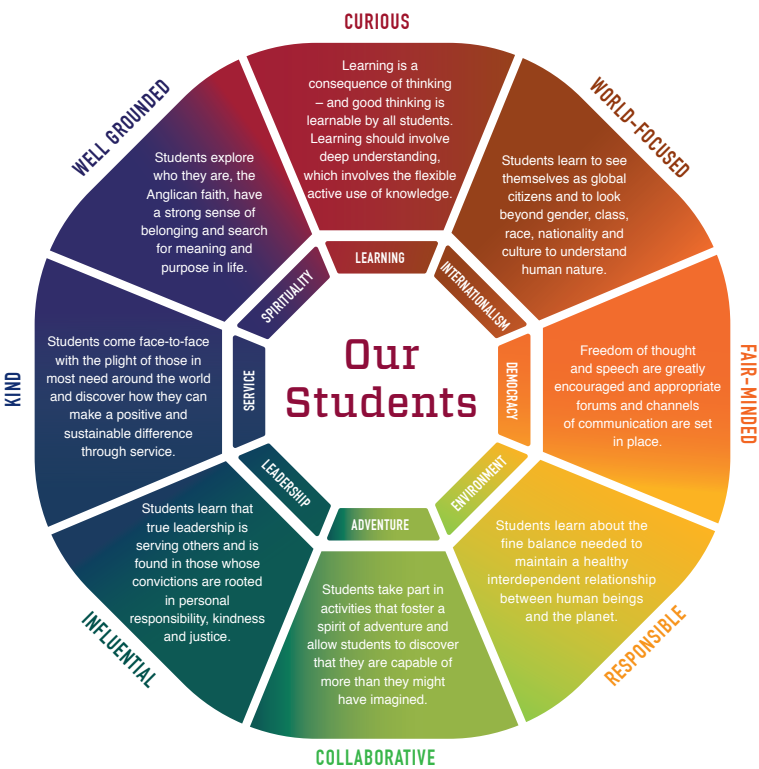 CURIOUS
Learning is a
consequence of thinking
– and good thinking is
learnable by all students.
Learning should involve
deep understanding,
which involves the flexible
active use of knowledge.
LEARNING
WORLD-FOCUSED
Students learn to see
themselves as global
citizens and to look
beyond gender, class,
race, nationality and
culture to understand
human nature.
INTERNATIONALISM
FAIR-MINDED
Freedom of thought
and speech are greatly
encouraged and appropriate
forums and channels
of communication are set
in place.
DEMOCRACY
RESPONSIBLE
Students learn about the
fine balance needed to
maintain a healthy
interdependent relationship
between human beings
and the planet.
ENVIRONMENT
COLLABORATIVE
Students take part in
activities that foster a
spirit of adventure and
allow students to discover
that they are capable of
more than they might
have imagined.
ADVENTURE
INFLUENTIAL
Students learn that
true leadership is
serving others and is
found in those whose
convictions are rooted
in personal
responsibility, kindness
and justice.
LEADERSHIP
KIND
Students come face-to-face
with the plight of those in
most need around the world
and discover how they can
make a positive and
sustainable difference
through service.
SERVICE
WELL GROUNDED
Students explore
who they are, the
Anglican faith, have
a strong sense of
belonging and search
for meaning and
purpose in life.
SPIRITUALITY
Our
Students